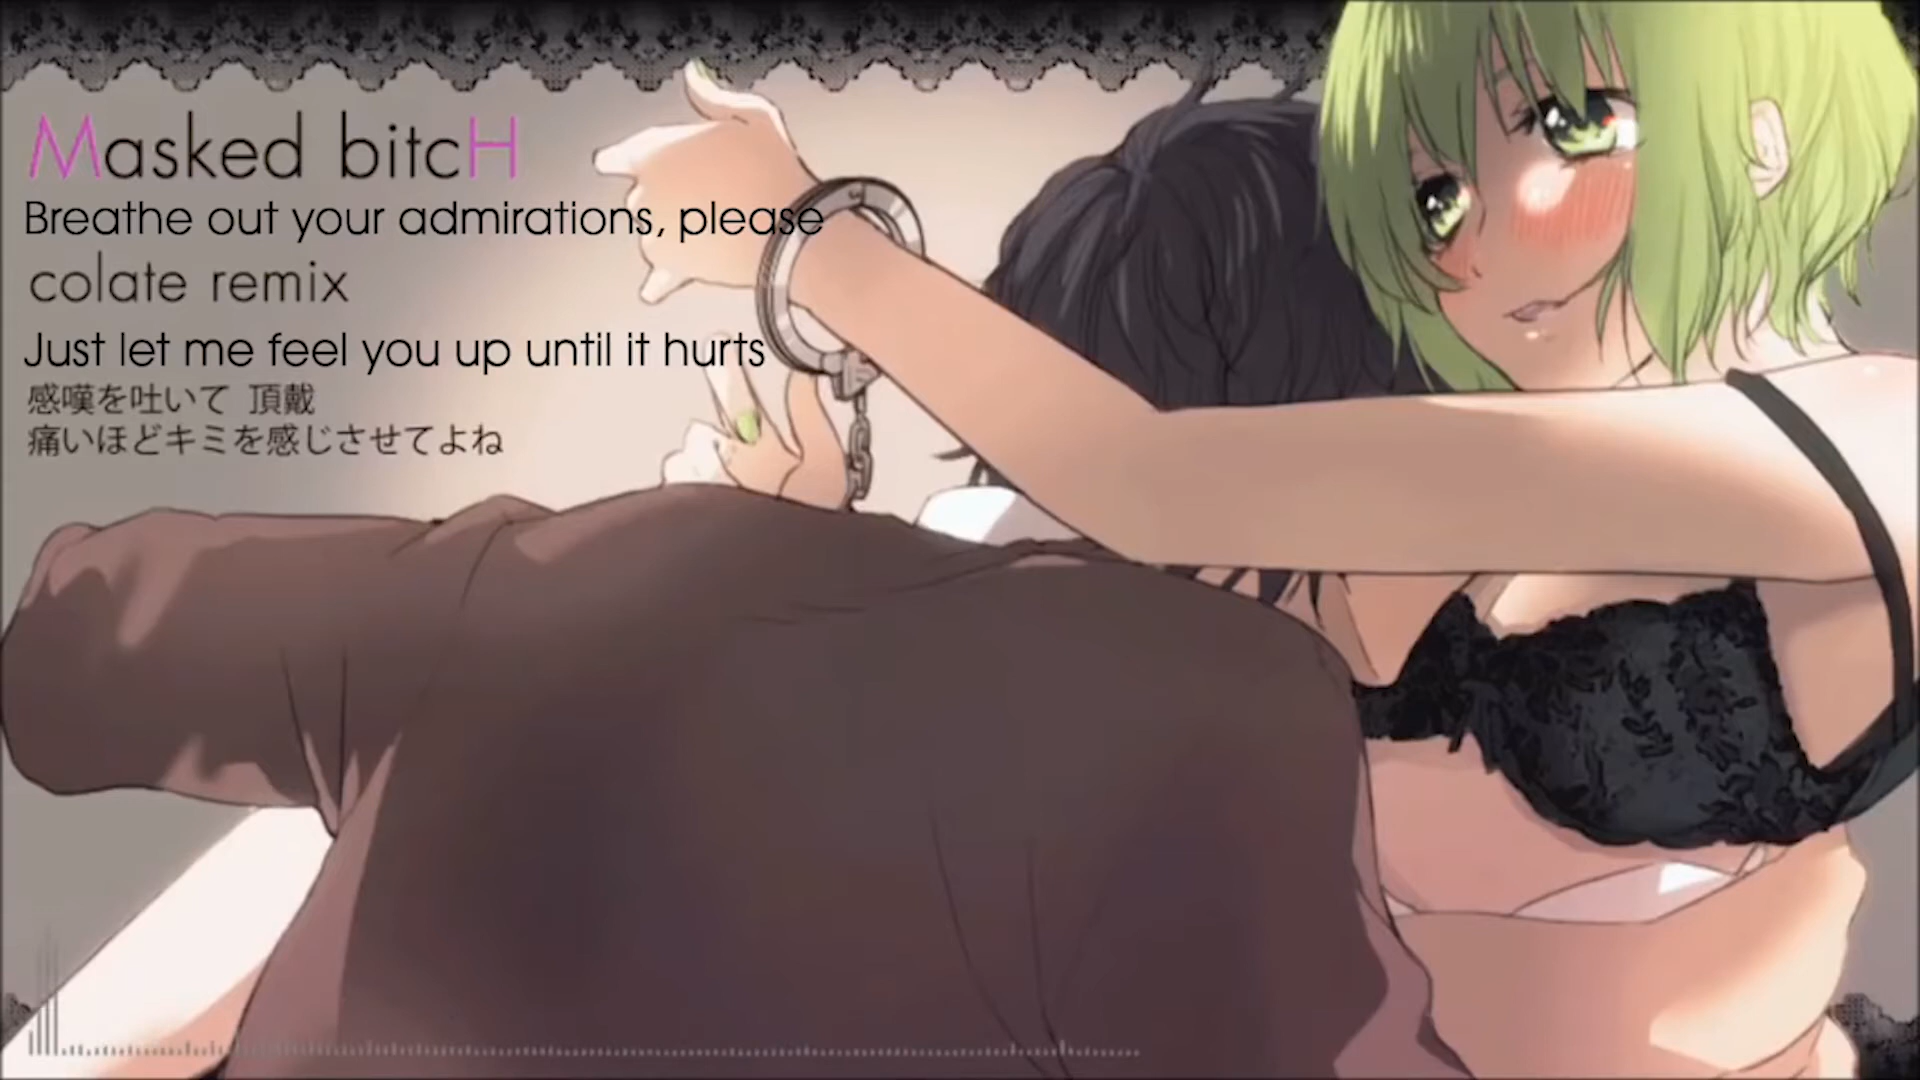 Masked bitcH
Breathe out your admirations, please
colate remix
Just let me feel you up until it hurts
感嘆を吐いて 頂戴
痛いほどキミを感じさせてよね